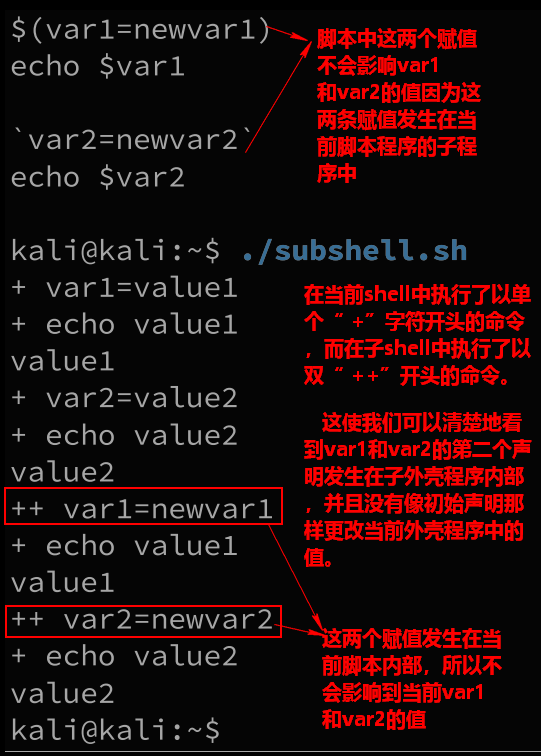 $(var1=newvar1)
echo $var1
`var2=newvar2`
echo $var2
脚本中这两个赋值
不会影响var1
和var2的值因为这
两条赋值发生在当
前脚本程序的子程
序中
kali@kali:~$ ./subshell.sh
+ var1=value1
+ echo value1
value1
+ var2=value2
+ echo value2
value2
++ var1=newvar1
+ echo value1
value1
++ var2=newvar2
+ echo value2
value2
kali@kali:~$
在当前shell中执行了以单
个“ +”字符开头的命令
，而在子shell中执行了以
双“ ++”开头的命令。
这使我们可以清楚地看
到var1和var2的第二个声
明发生在子外壳程序内部
，并且没有像初始声明那
样更改当前外壳程序中的
值。
这两个赋值发生在当
前脚本内部，所以不
会影响到当前var1
和var2的值